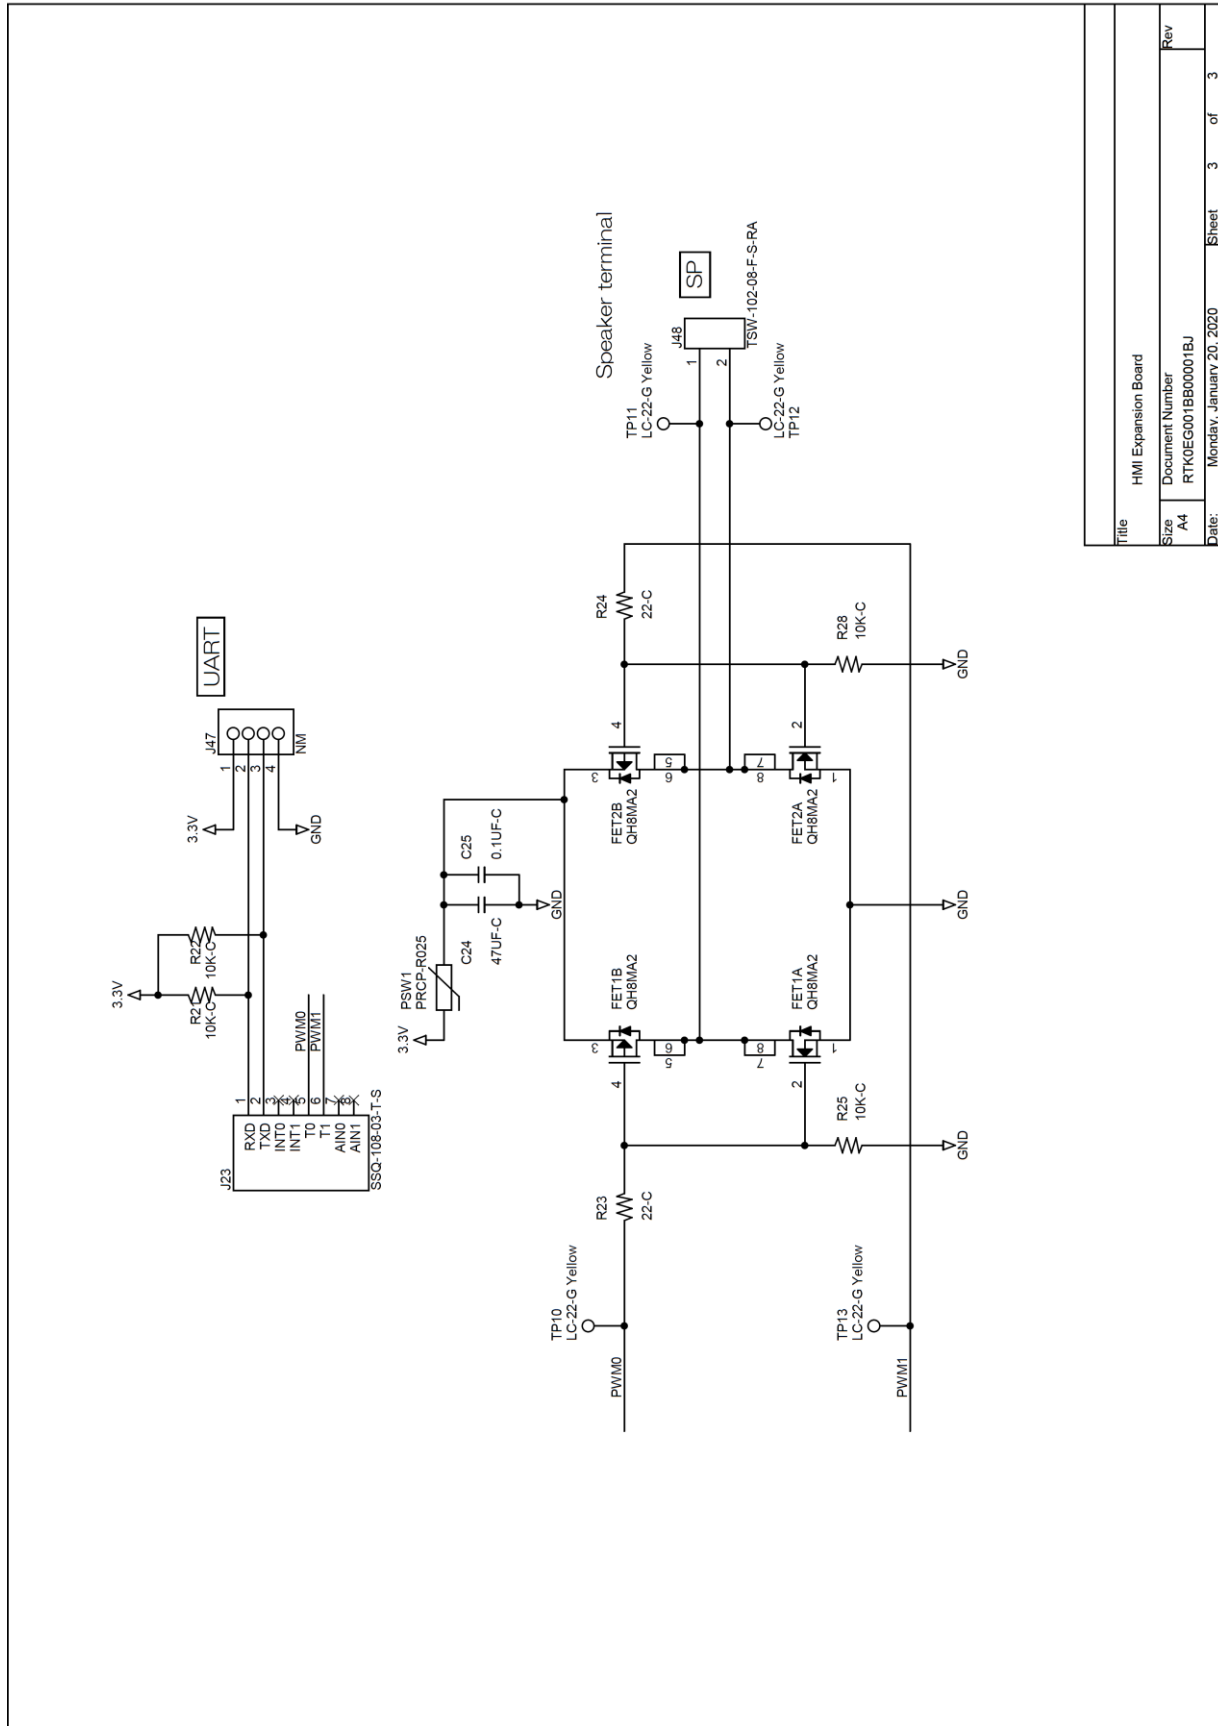 UART
3.3V
3.3V
R21
10K-C
R22
10K-C
J23
1
RXD
2
TXD
3
INT0
4
INT1
5
T0
PWM0
6
T1
PWM1
7
AIN0
8
AIN1
SSQ-108-03-T-S
GND
J47
1
2
3
4
NM
3.3V
PSW1
PRCP-R025
C24
47UF-C
C25
0.1UF-C
GND
Speaker terminal
TP10
LC-22-G Yellow
PWM0
R23
22-C
4
3
FET1B
QH8MA2
5
6
FET2B
QH8MA2
3
4
6
5
R24
22-C
TP11
LC-22-G Yellow
J48
1
2
SP
TSW-102-08-F-S-RA
LC-22-G Yellow
TP12
2
7
8
1
FET1A
QH8MA2
FET2A
QH8MA2
8
7
1
2
R25
10K-C
R28
10K-C
TP13
LC-22-G Yellow
PWM1
GND
GND
GND
Title
HMI Expansion Board
Size
A4
Document Number
RTK0EG001BB00001BJ
Rev
Date:
Monday, January 20, 2020
Sheet
3
of
3